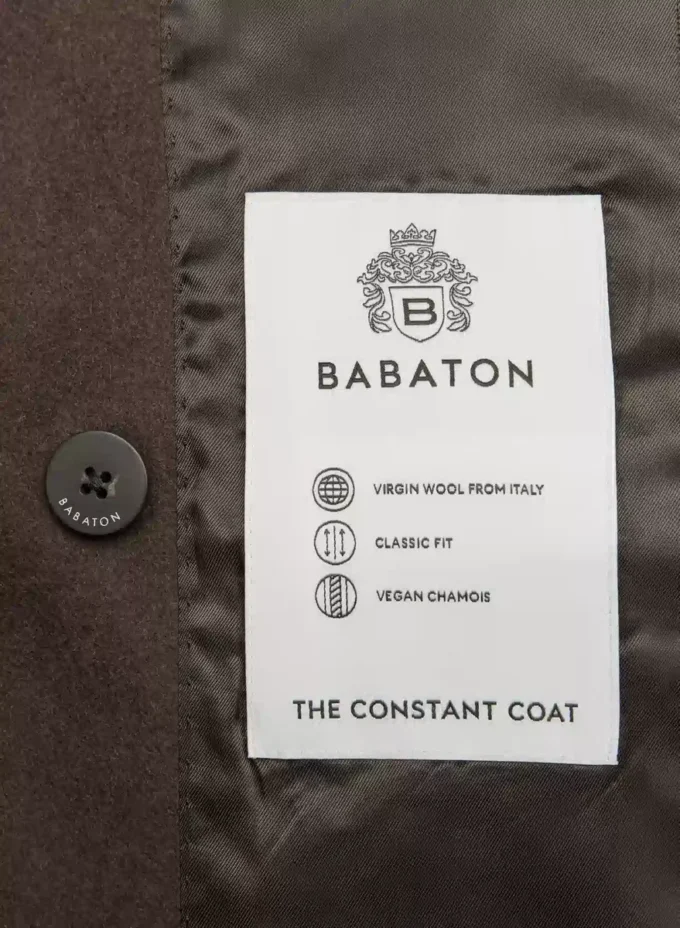 B
BABATON
VIRGIN WOOL FROM ITALY
CLASSIC FIT
VEGAN CHAMOIS
THE CONSTANT COAT
BABATON